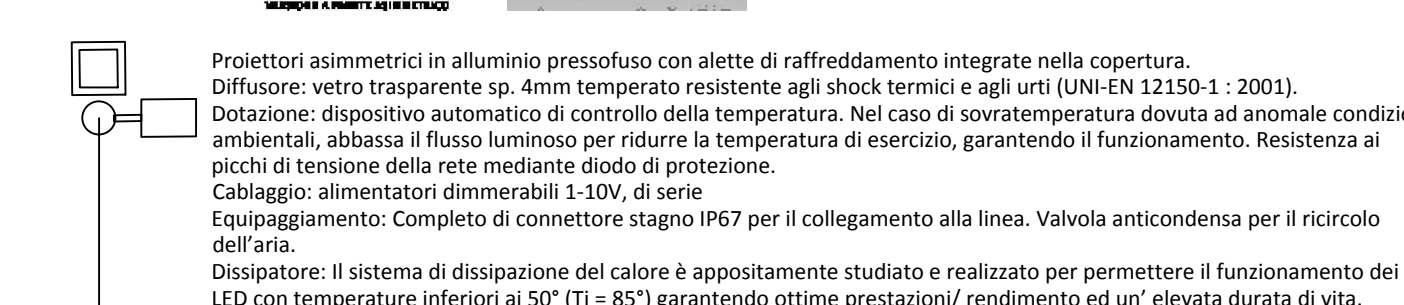 Proiettori asimmetrici in alluminio pressofuso con alette di raffreddamento integrate nella copertura.
Diffusore: vetro trasparente sp. 4mm temperato resistente agli shock termici e agli urti (UNI-EN 12150-1 : 2001).
Dotazione: dispositivo automatico di controllo della temperatura. Nel caso di sovratemperatura dovuta ad anomale condizio
ambientali, abbassa il flusso luminoso per ridurre la temperatura di esercizio, garantendo il funzionamento. Resistenza ai
picchi di tensione della rete mediante diodo di protezione.
Cablaggio: alimentatori dimmerabili 1-10V, di serie
Equipaggiamento: Completo di connettore stagno IP67 per il collegamento alla linea. Valvola anticondensa per il ricircolo
dell’aria.
Dissipatore: Il sistema di dissipazione del calore è appositamente studiato e realizzato per permettere il funzionamento dei
LED con temperature inferiori ai 50° (Tj = 85°) garantendo ottime prestazioni/ rendimento ed un’ elevata durata di vita.